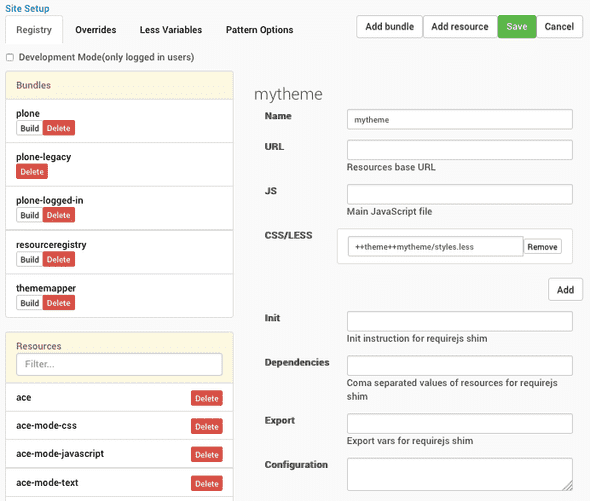 Site Setup
Registry Overrides Less Variables Pattern Options
Add bundle Add resource Save Cancel
Development Mode(only logged in users)
Bundles
plone
Build Delete
plone-legacy
Delete
plone-logged-in
Build Delete
resourceregistry
Build Delete
thememapper
Build Delete
Resources
Filter...
ace Delete
ace-mode-css Delete
ace-mode-javascript Delete
ace-mode-text Delete
mytheme
Name mytheme
URL
Resources base URL
JS
Main JavaScript file
CSS/LESS ++theme++mytheme/styles.less Remove
Add
Init
Init instruction for requirejs shim
Dependencies
Coma separated values of resources for requirejs
shim
Export
Export vars for requirejs shim
Configuration